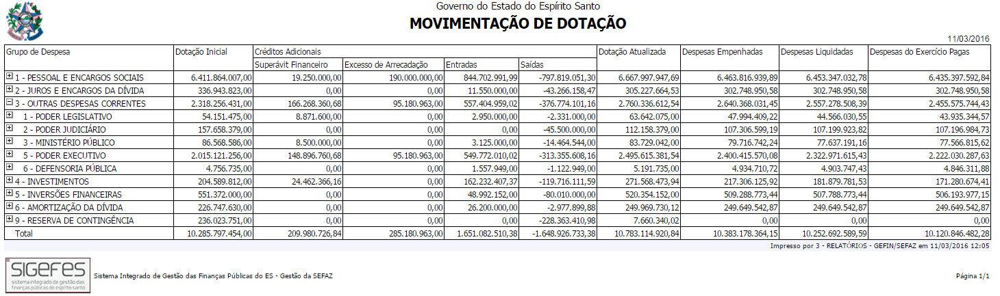 Governo do Estado do Espírito Santo
MOVIMENTAÇÃO DE DOTAÇÃO
11/03/2016
Grupo de Despesa Dotação Inicial Créditos Adicionais Dotação Atualizada Despesas Empenhadas Despesas Liquidadas Despesas do Exercício Pagas
Superávit Financeiro Excesso de Arrecadação Entradas Saídas
1 - PESSOAL E ENCARGOS SOCIAIS 6.411.864.007,00 19.250.000,00 190.000.000,00 844.702.991,99 -797.819.051,30 6.667.997.947,69 6.463.816.939,89 6.453.347.032,78 6.435.397.592,84
2 - JUROS E ENCARGOS DA DÍVIDA 336.943.823,00 0,00 0,00 11.550.000,00 -43.266.158,47 305.227.664,53 302.748.950,58 302.748.950,58 302.748.950,58
3 - OUTRAS DESPESAS CORRENTES 2.318.256.431,00 166.268.360,68 95.180.963,00 557.404.959,02 -376.774.101,16 2.760.336.612,54 2.640.368.031,45 2.557.278.508,39 2.455.575.744,43
1 - PODER LEGISLATIVO 54.151.475,00 8.871.600,00 0,00 2.950.000,00 -2.331.000,00 63.642.075,00 47.994.409,22 44.566.030,55 43.935.344,57
2 - PODER JUDICIÁRIO 157.658.379,00 0,00 0,00 0,00 -45.500.000,00 112.158.379,00 107.306.599,19 107.199.923,82 107.196.984,73
3 - MINISTÉRIO PÚBLICO 86.568.586,00 8.500.000,00 0,00 3.125.000,00 -14.464.544,00 83.729.042,00 79.716.742,24 77.637.191,16 77.566.815,62
5 - PODER EXECUTIVO 2.015.121.256,00 148.896.760,68 95.180.963,00 549.772.010,02 -313.355.608,16 2.495.615.381,54 2.400.415.570,08 2.322.971.615,43 2.222.030.287,63
6 - DEFENSORIA PÚBLICA 4.756.735,00 0,00 0,00 1.557.949,00 -1.122.949,00 5.191.735,00 4.934.710,72 4.903.747,43 4.846.311,88
4 - INVESTIMENTOS 204.589.812,00 24.462.366,16 0,00 162.232.407,37 -119.716.111,59 271.568.473,94 217.306.125,92 181.879.781,53 171.280.674,41
5 - INVERSÕES FINANCEIRAS 551.372.000,00 0,00 0,00 48.992.152,00 -80.010.000,00 520.354.152,00 509.288.773,44 507.788.773,44 506.193.977,15
6 - AMORTIZAÇÃO DA DÍVIDA 226.747.630,00 0,00 0,00 26.200.000,00 -2.977.899,88 249.969.730,12 249.649.542,87 249.649.542,87 249.649.542,87
9 - RESERVA DE CONTINGÊNCIA 236.023.751,00 0,00 0,00 0,00 -228.363.410,98 7.660.340,02 0,00 0,00 0,00
Total 10.285.797.454,00 209.980.726,84 285.180.963,00 1.651.082.510,38 -1.648.926.733,38 10.783.114.920,84 10.383.178.364,15 10.252.692.589,59 10.120.846.482,28
Impresso por 3 - RELATÓRIOS - GEFIN/SEFAZ em 11/03/2016 12:05
SIGEFES
sistema integrado de gestão das
finanças públicas do espírito santo
Sistema Integrado de Gestão das Finanças Públicas do ES - Gestão da SEFAZ
Página 1/1